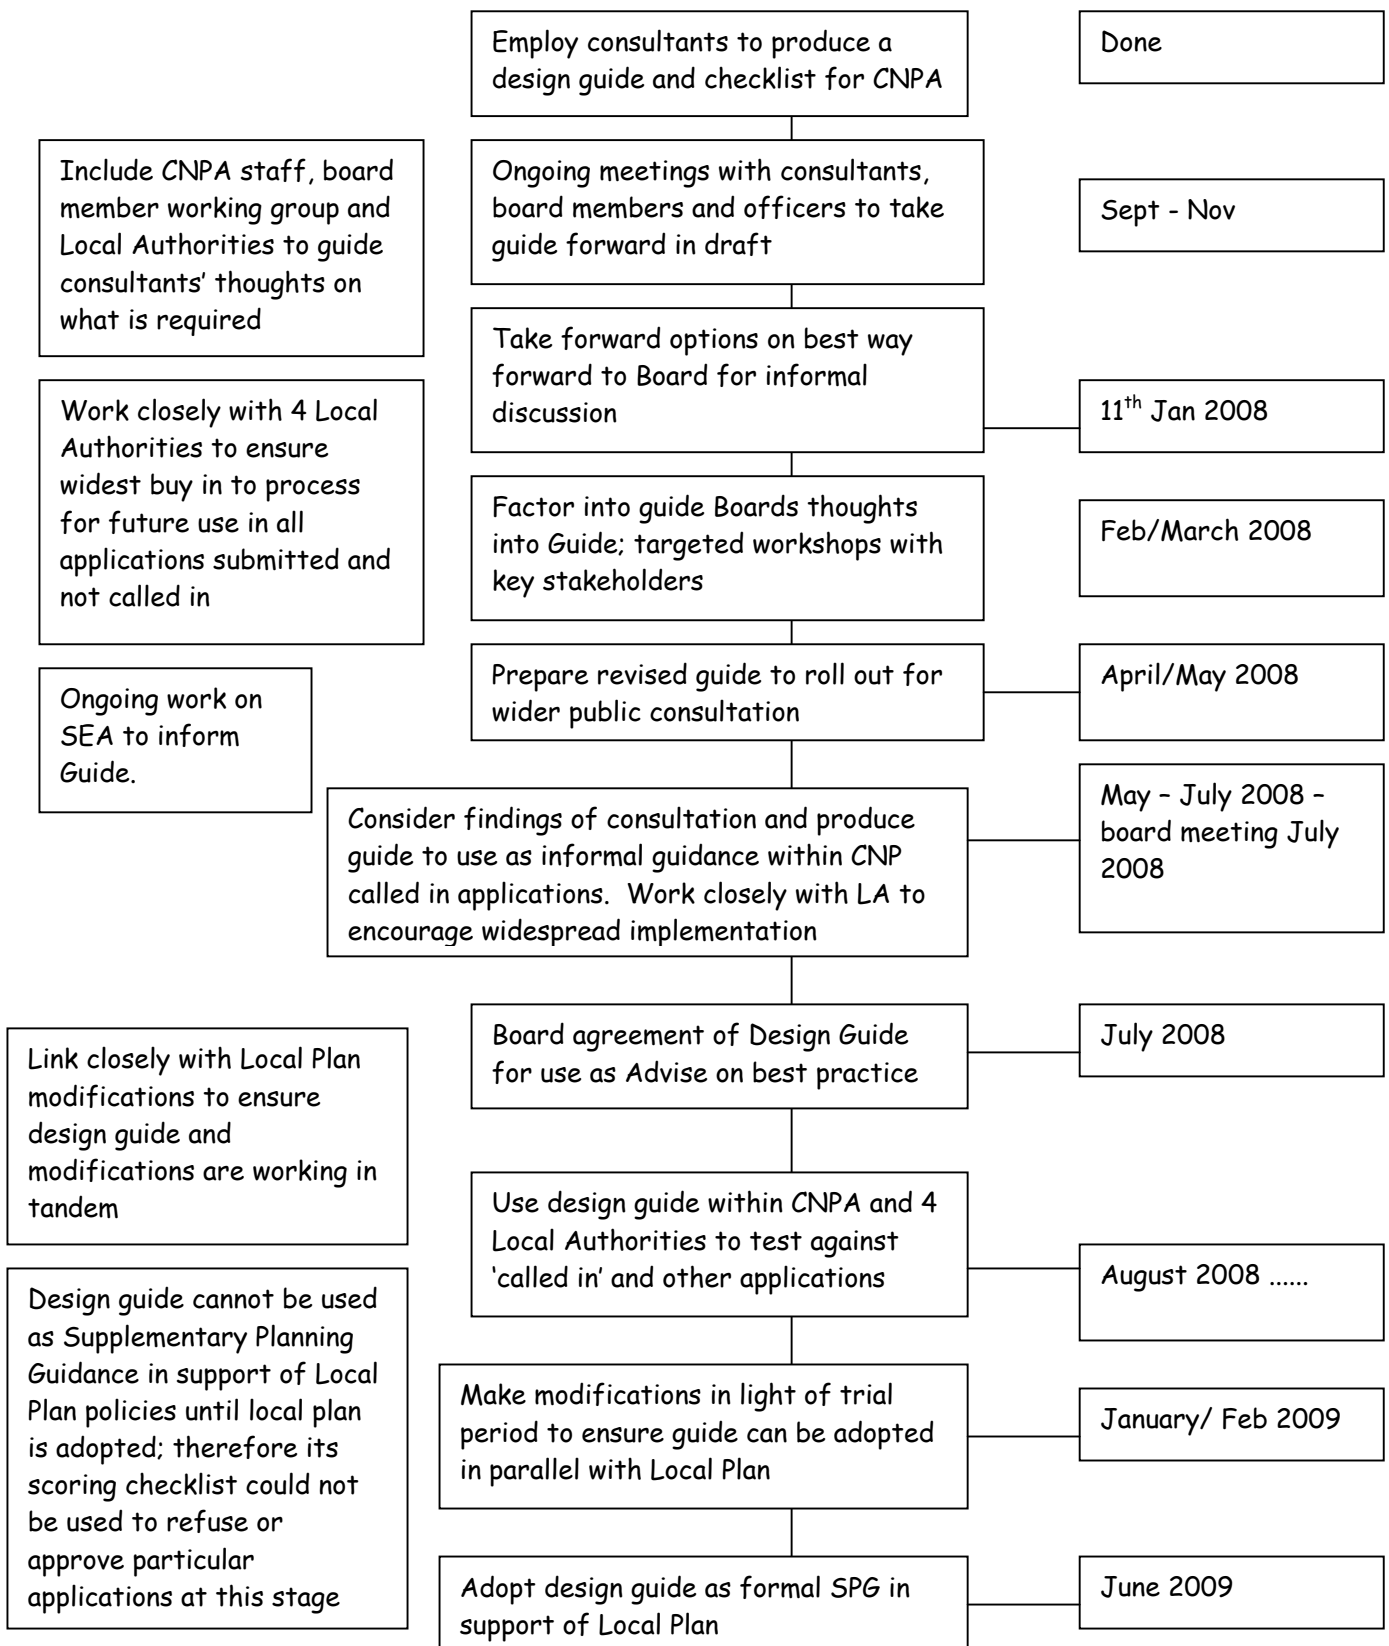 Employ consultants to produce a
design guide and checklist for CNPA
Done
Include CNPA staff, board
member working group and
Local Authorities to guide
consultants’ thoughts on
what is required
Ongoing meetings with consultants,
board members and officers to take
guide forward in draft
Sept - Nov
Take forward options on best way
forward to Board for informal
discussion
11th Jan 2008
Work closely with 4 Local
Authorities to ensure
widest buy in to process
for future use in all
applications submitted and
not called in
Factor into guide Boards thoughts
into Guide; targeted workshops with
key stakeholders
Feb/March 2008
Prepare revised guide to roll out for
wider public consultation
April/May 2008
Ongoing work on
SEA to inform
Guide.
Consider findings of consultation and produce
guide to use as informal guidance within CNP
called in applications.  Work closely with LA to
encourage widespread implementation
May – July 2008 –
board meeting July
2008
Board agreement of Design Guide
for use as Advise on best practice
July 2008
Link closely with Local Plan
modifications to ensure
design guide and
modifications are working in
tandem
Use design guide within CNPA and 4
Local Authorities to test against
‘called in’ and other applications
August 2008 ......
Design guide cannot be used
as Supplementary Planning
Guidance in support of Local
Plan policies until local plan
is adopted; therefore its
scoring checklist could not
be used to refuse or
approve particular
applications at this stage
Make modifications in light of trial
period to ensure guide can be adopted
in parallel with Local Plan
January/ Feb 2009
Adopt design guide as formal SPG in
support of Local Plan
June 2009